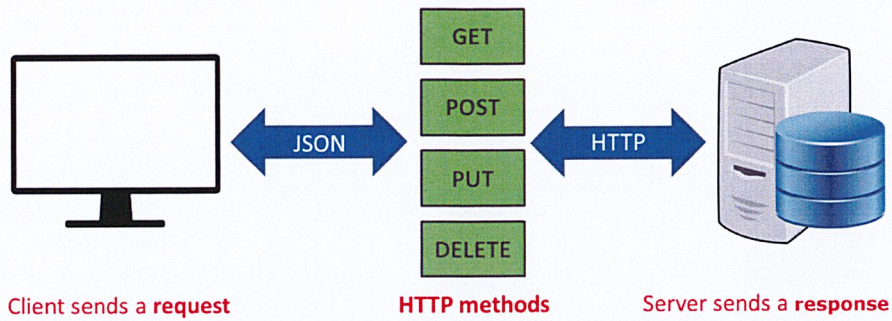 GET
POST
JSON
HTTP
PUT
DELETE
Client sends a request
HTTP methods
Server sends a response